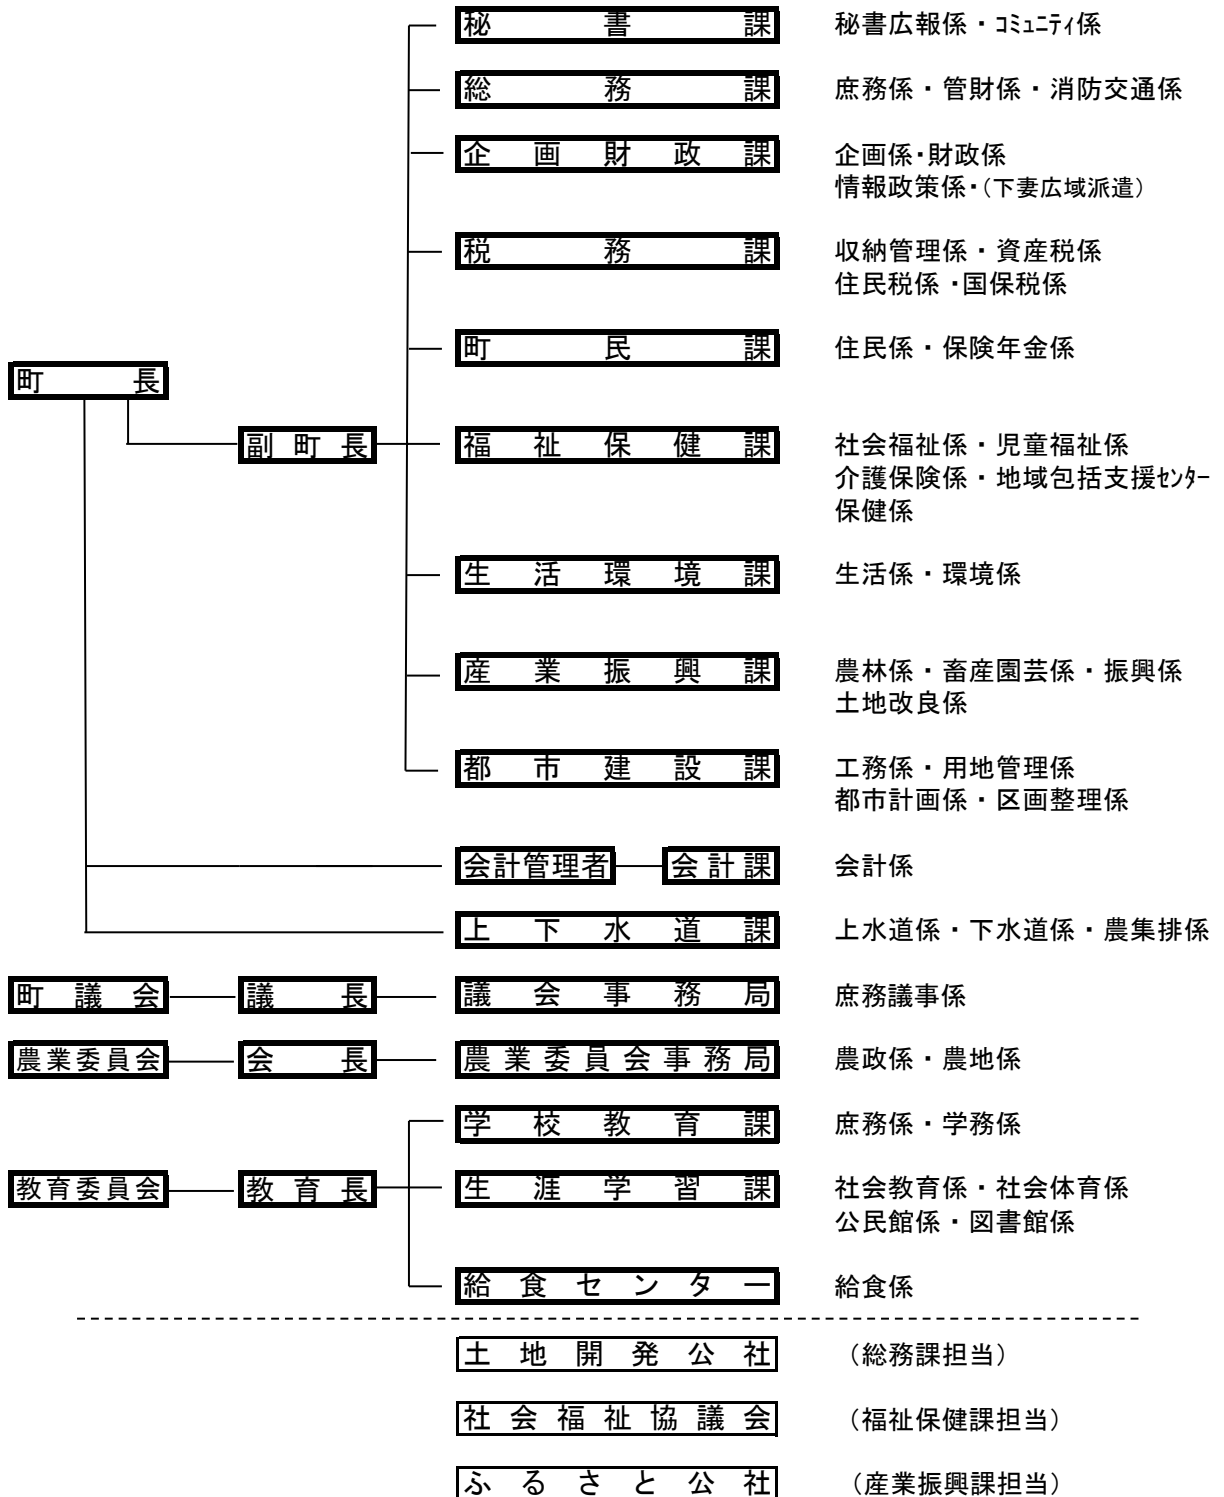 秘書課 秘書広報係・ｺﾐｭﾆﾃｨ係
総務課 庶務係・管財係・消防交通係
企画財政課 企画係・財政係
情報政策係・(下妻広域派遣)
税務課 収納管理係・資産税係
住民税係・国保税係
町民課 住民係・保険年金係
町長
副町長 福祉保健課 社会福祉係・児童福祉係
介護保険係・地域包括支援ｾﾝﾀｰ
保健係
生活環境課 生活係・環境係
産業振興課 農林係・畜産園芸係・振興係
土地改良係
都市建設課 工務係・用地管理係
都市計画係・区画整理係
会計管理者 会計課 会計係
上下水道課 上水道係・下水道係・農集排係
町議会 議長 議会事務局 庶務議事係
農業委員会 会長 農業委員会事務局 農政係・農地係
学校教育課 庶務係・学務係
教育委員会 教育長 生涯学習課 社会教育係・社会体育係
公民館係・図書館係
給食センター 給食係
土地開発公社 (総務課担当)
社会福祉協議会 (福祉保健課担当)
ふるさと公社 (産業振興課担当)